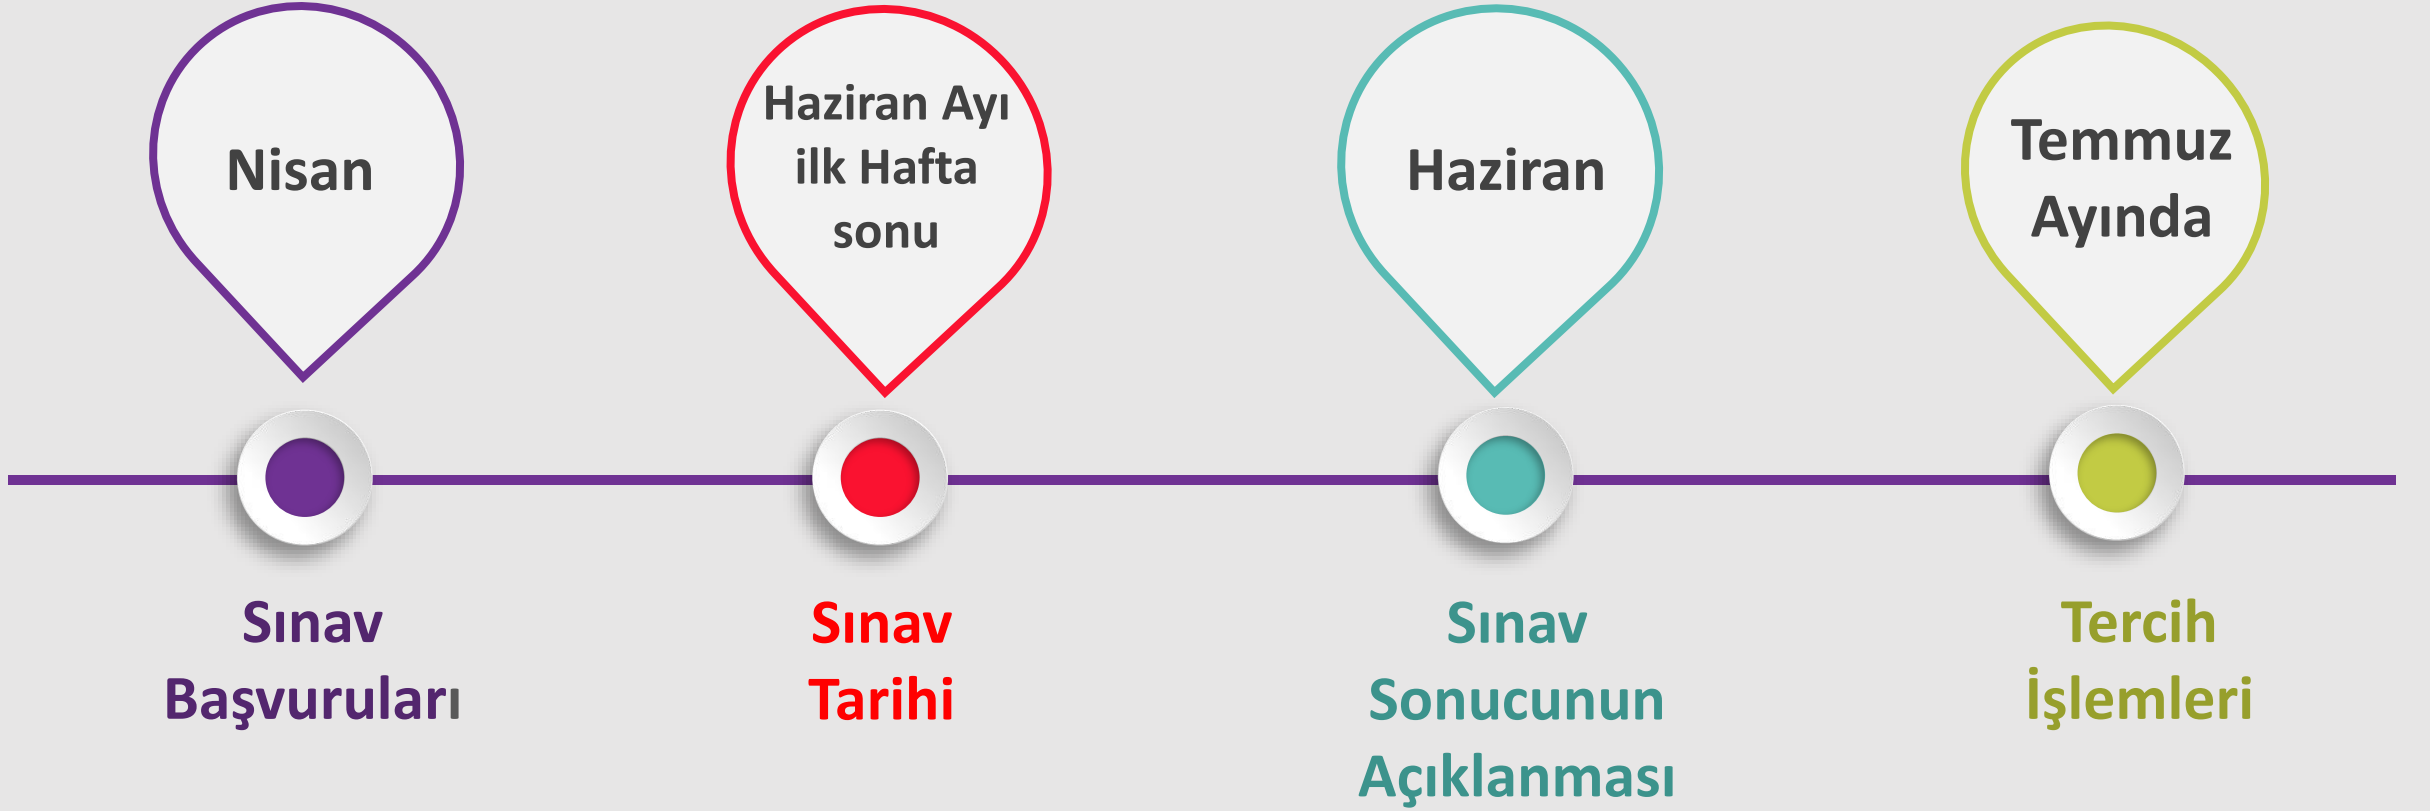 Nisan
Haziran Ayı
ilk Hafta
sonu
Haziran
Temmuz
Ayında
Sınav
Başvuruları
Sınav
Tarihi
Sınav
Sonucunun
Açıklanması
Tercih
İşlemleri